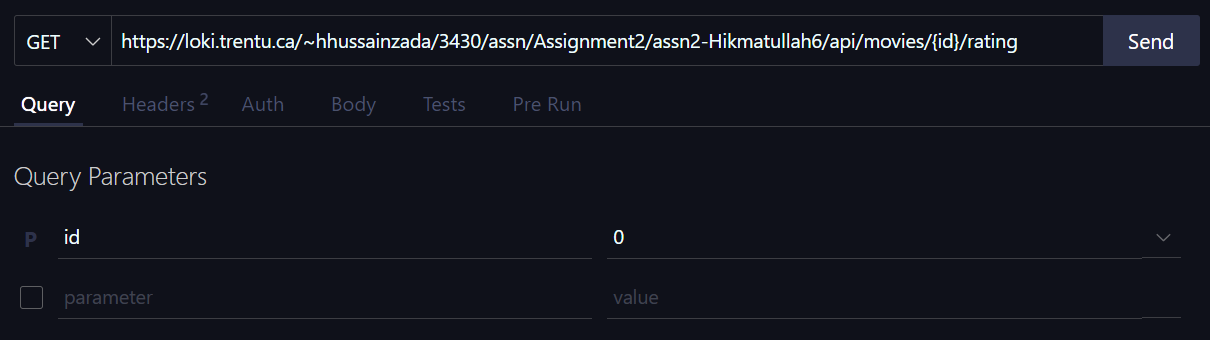 GET https://loki.trentu.ca/~hhussainzada/3430/assn/Assignment2/assn2-Hikmatullah6/api/movies/{id}/rating Send
Query Headers 2 Auth Body Tests Pre Run
Query Parameters
P id 0
parameter value